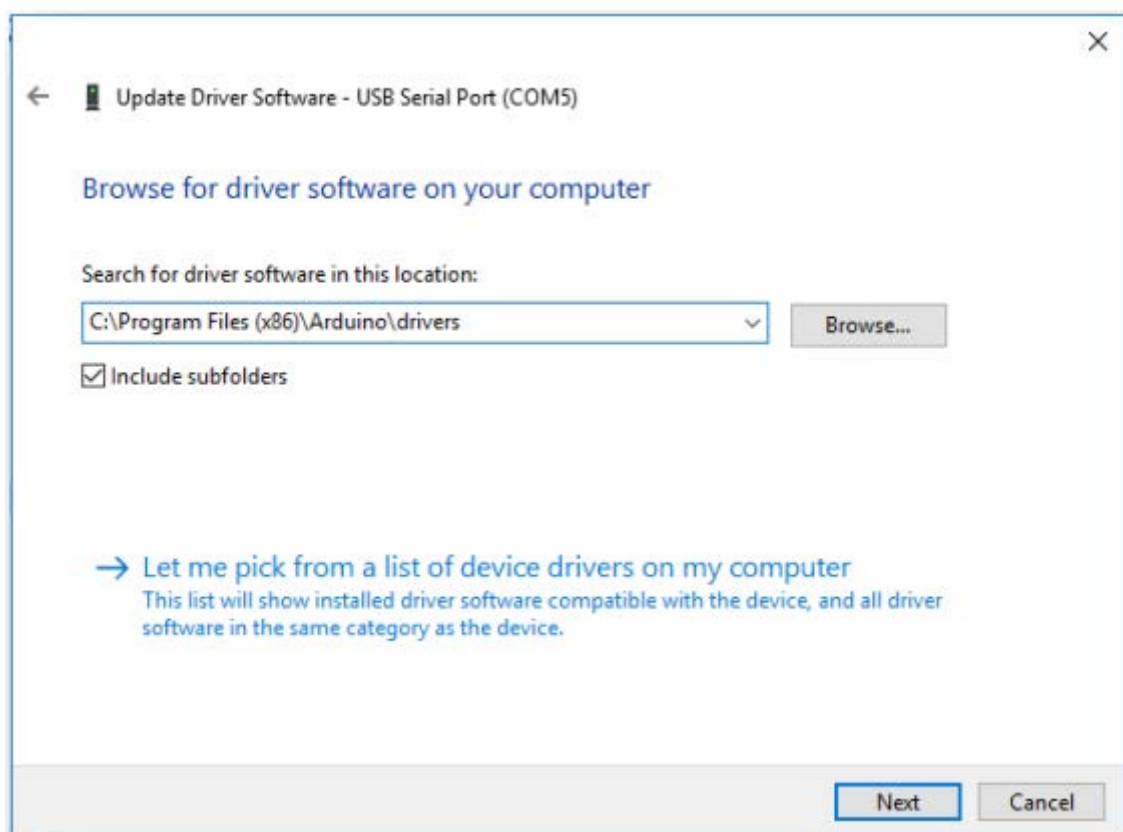 Update Driver Software - USB Serial Port (COM5)
Browse for driver software on your computer
Search for driver software in this location:
C:\Program Files (x86)\Arduino\drivers
Browse...
Include subfolders
Let me pick from a list of device drivers on my computer
This list will show installed driver software compatible with the device, and all driver
software in the same category as the device.
Next
Cancel